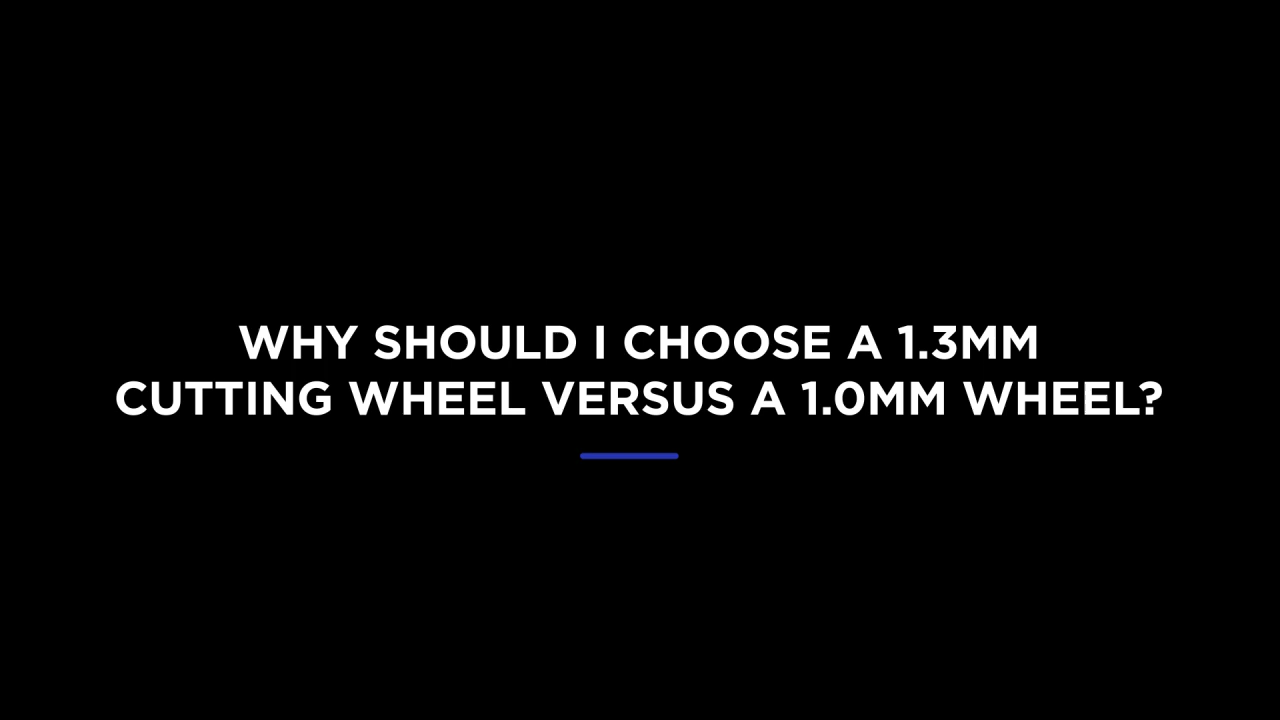 WHY SHOULD I CHOOSE A 1.3MM
CUTTING WHEEL VERSUS A 1.0MM WHEEL?